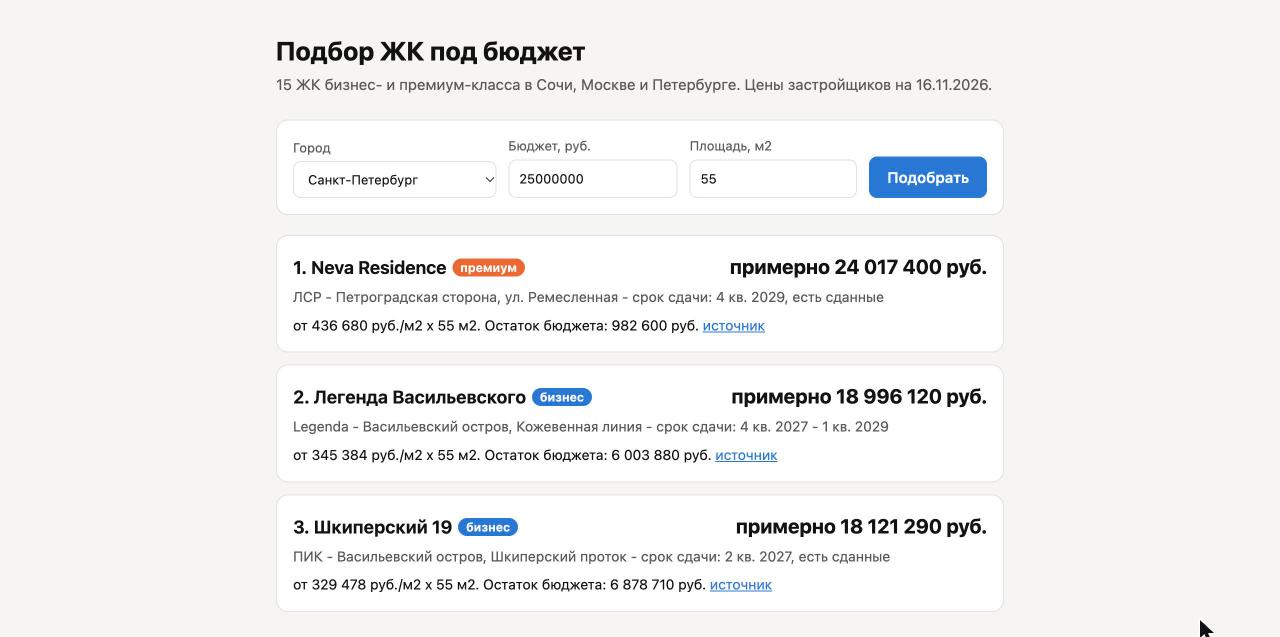 Подбор ЖК под бюджет
15 ЖК бизнес- и премиум-класса в Сочи, Москве и Петербурге. Цены застройщиков на 16.11.2026.
Город
Бюджет, руб.
Площадь, м2
Санкт-Петербург
25000000
55
Подобрать
1. Neva Residence премиум примерно 24 017 400 руб.
ЛСР - Петроградская сторона, ул. Ремесленная - срок сдачи: 4 кв. 2029, есть сданные
от 436 680 руб./м2 x 55 м2. Остаток бюджета: 982 600 руб. источник
2. Легенда Васильевского бизнес примерно 18 996 120 руб.
Legenda - Васильевский остров, Кожевенная линия - срок сдачи: 4 кв. 2027 - 1 кв. 2029
от 345 384 руб./м2 x 55 м2. Остаток бюджета: 6 003 880 руб. источник
3. Шкиперский 19 бизнес примерно 18 121 290 руб.
ПИК - Васильевский остров, Шкиперский проток - срок сдачи: 2 кв. 2027, есть сданные
от 329 478 руб./м2 x 55 м2. Остаток бюджета: 6 878 710 руб. источник